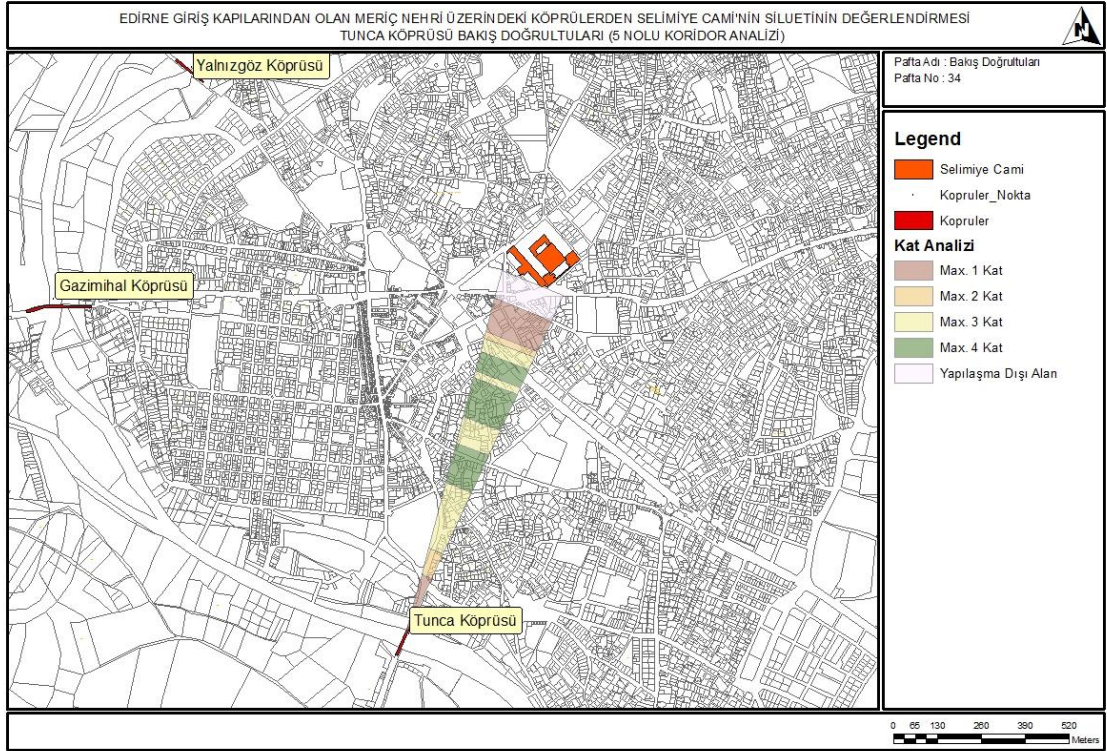 EDİRNE GİRİŞ KAPILARINDAN OLAN MERİÇ NEHRİ ÜZERİNDEKİ KÖPRÜLERDEN SELİMİYE CAMİ'NİN SİLUETİNİN DEĞERLENDİRMESİ
TUNCA KÖPRÜSÜ BAKIŞ DOĞRULTULARI (5 NOLU KORİDOR ANALİZİ)
N
Pafta Adı : Bakış Doğrultuları
Pafta No : 34
Yalnızgöz Köprüsü
Gazimihal Köprüsü
Tunca Köprüsü
Legend
Selimiye Cami
Kopruler_Nokta
Kopruler
Kat Analizi
Max. 1 Kat
Max. 2 Kat
Max. 3 Kat
Max. 4 Kat
Yapılaşma Dışı Alan
0 65 130 260 390 520
Meters